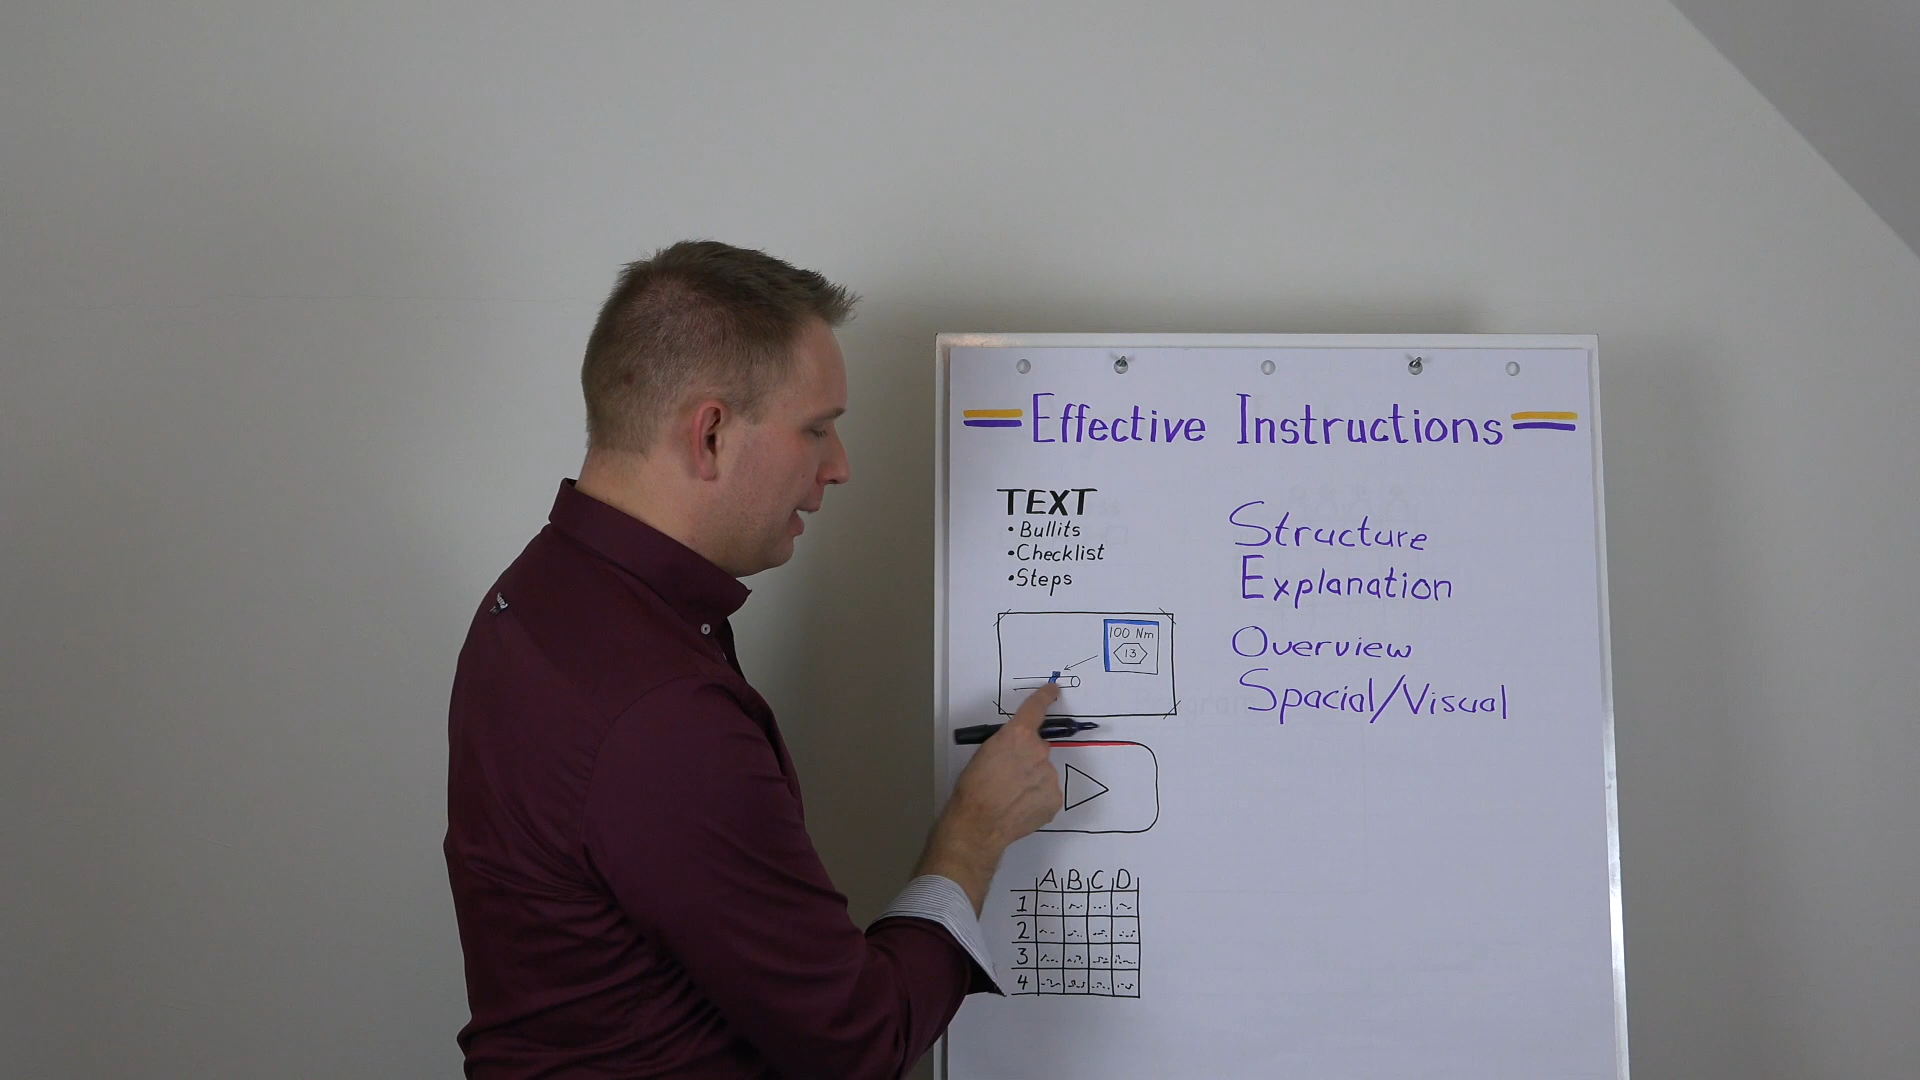 Effective Instructions
TEXT
• Bullits
• Checklist
• Steps
100 Nm
13
A B C D
1
2
3
4
Structure
Explanation
Overview
Spacial/Visual